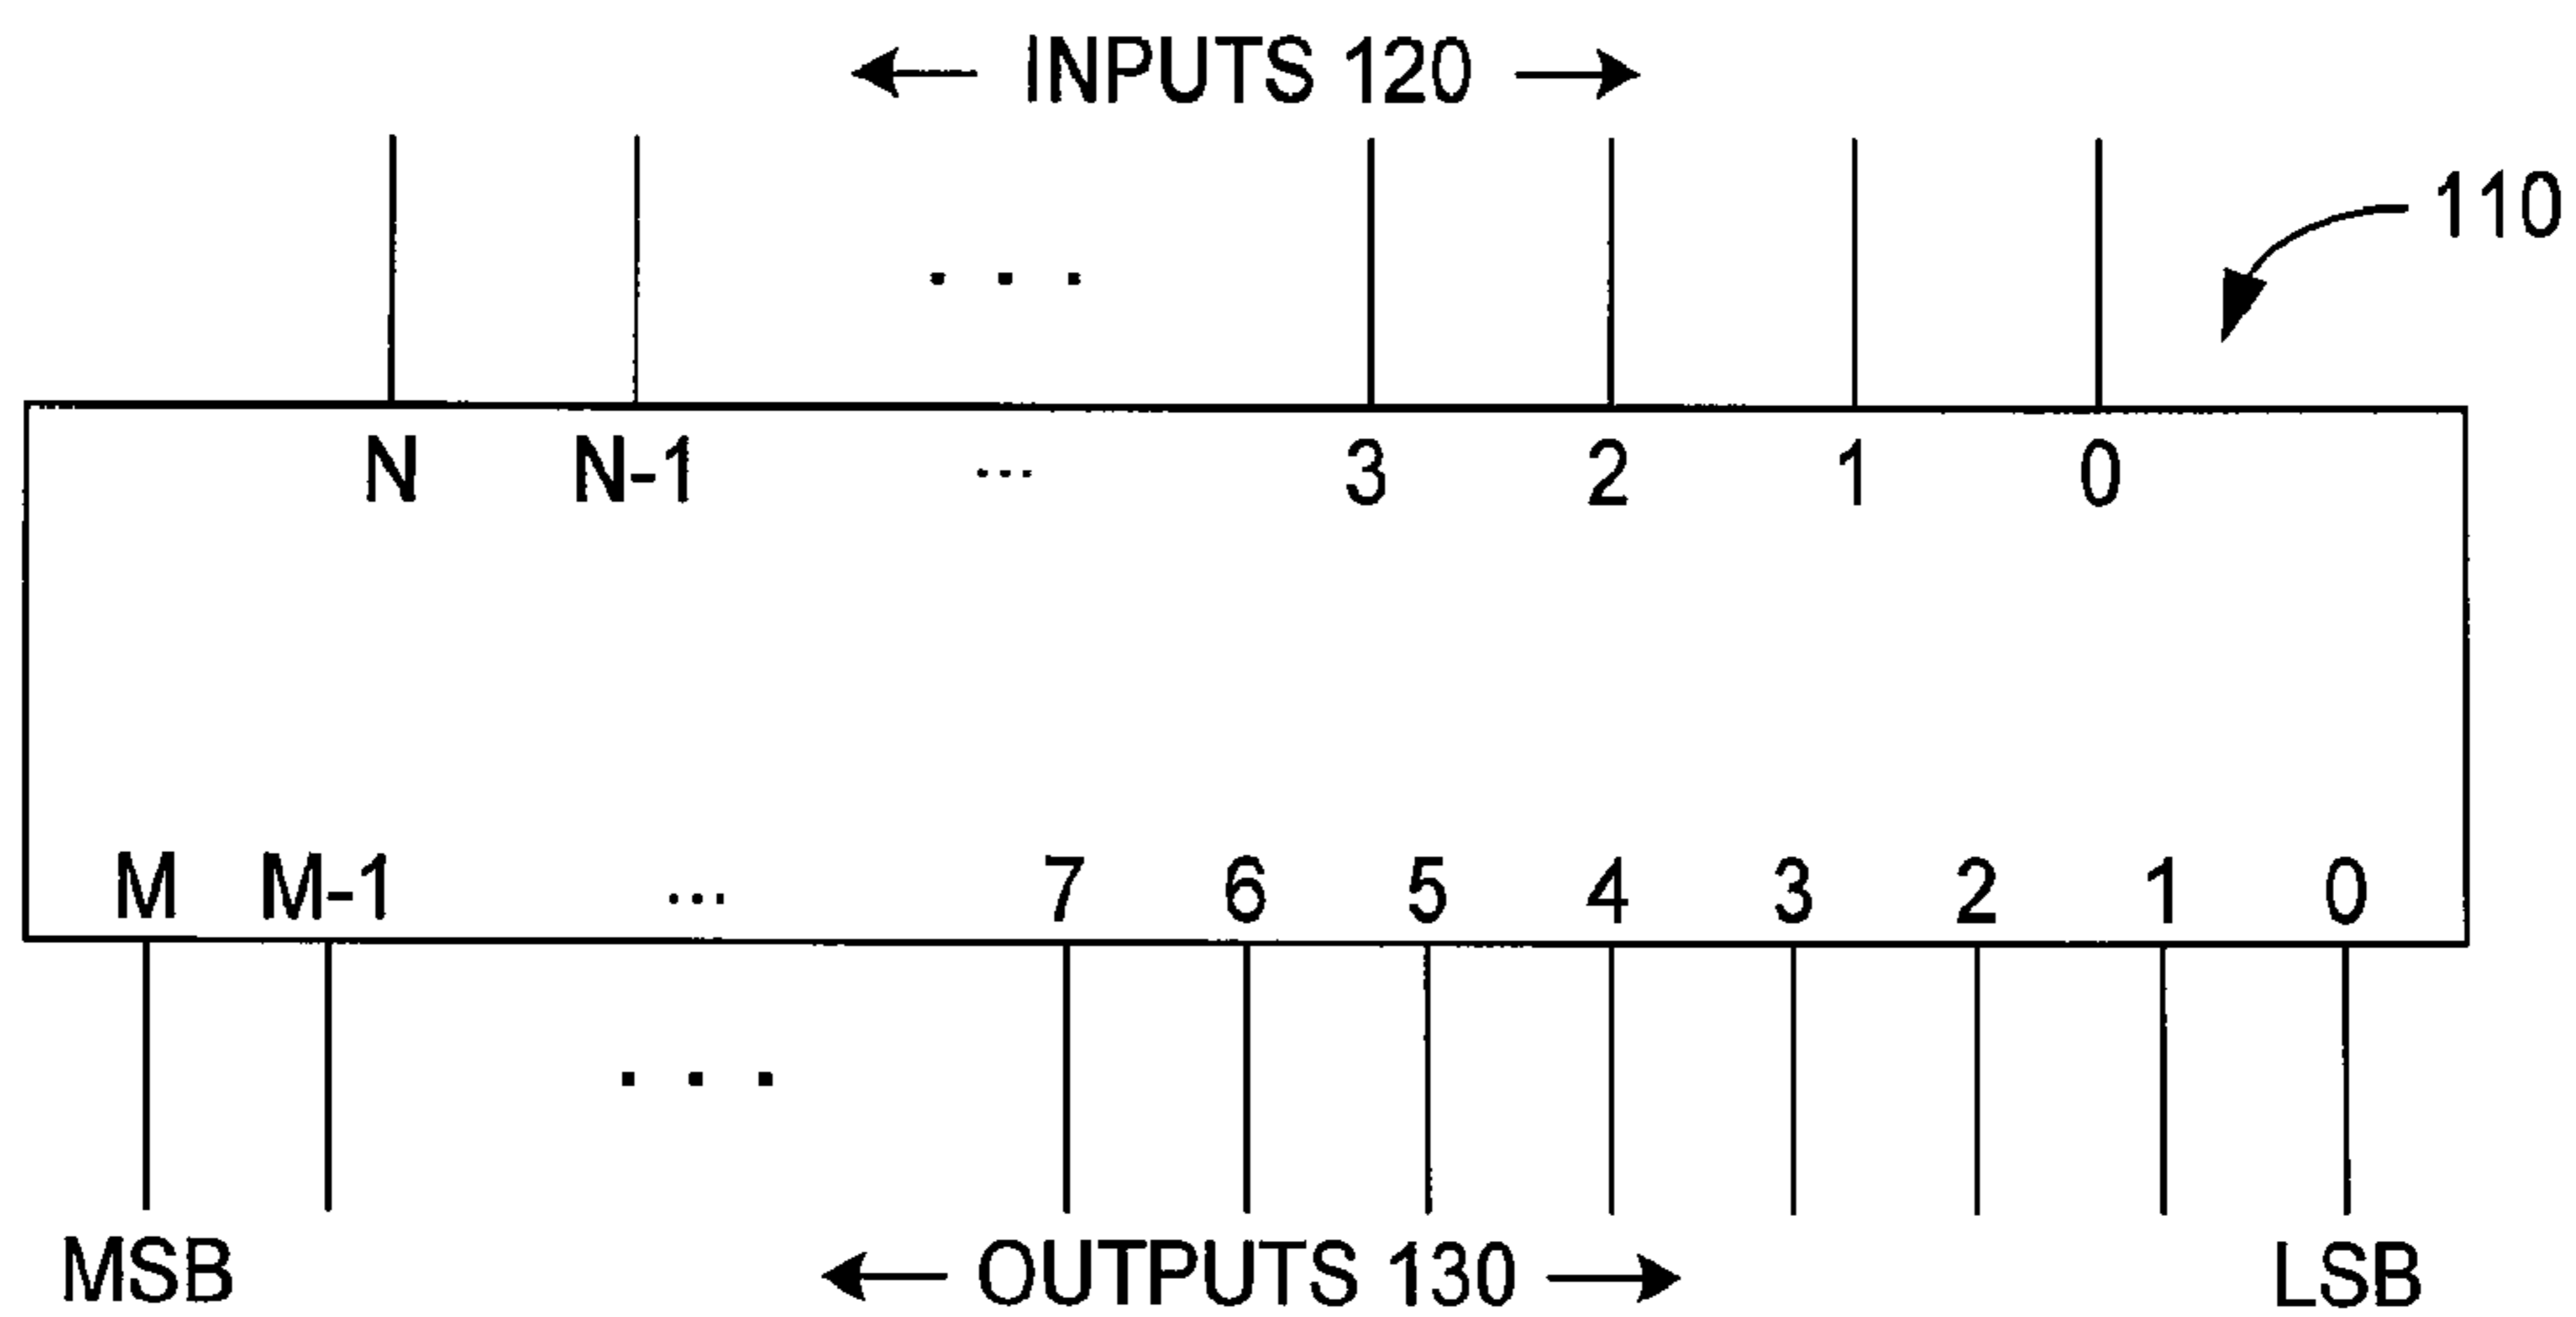 ← INPUTS 120 →
110
. . .
N N-1 ... 3 2 1 0
M M-1 ... 7 6 5 4 3 2 1 0
. . .
MSB ← OUTPUTS 130 → LSB